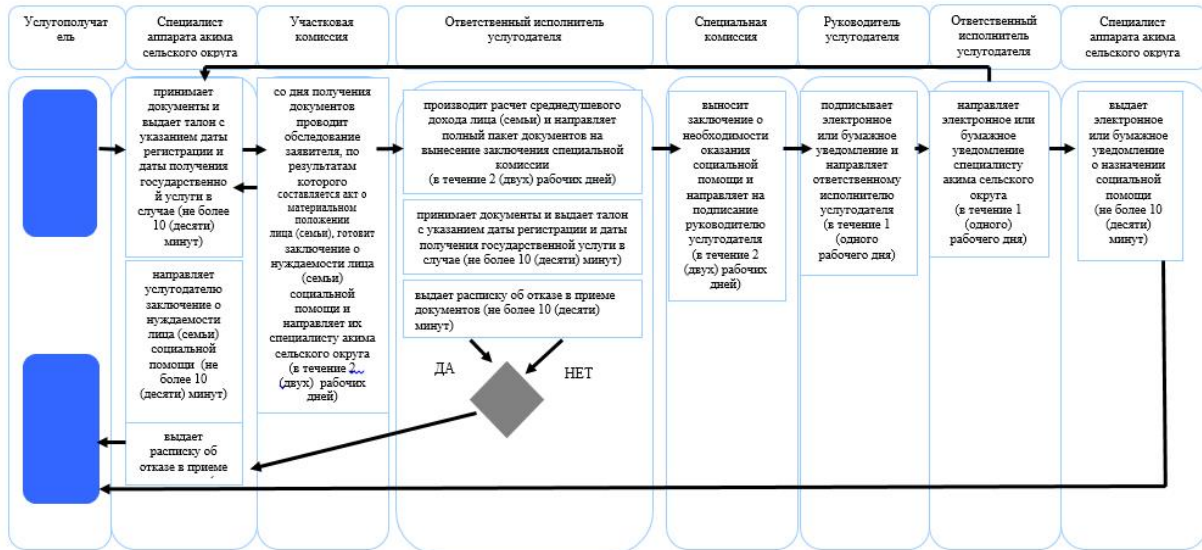 Услугополучат
ель
Специалист
аппарата акима
сельского округа
Участковая
комиссия
Ответственный исполнитель
услугодателя
Специальная
комиссия
Руководитель
услугодателя
Ответственный
исполнитель
услугодателя
Специалист
аппарата акима
сельского округа
принимает
документы и
выдает талон с
указанием даты
регистрации и
даты получения
государственно
й услуги в
случае (не более
10 (десяти)
минут)
направляет
услугодателю
заключение о
нуждаемости
лица (семьи)
социальной
помощи (не
более 10
(десяти) минут)
выдает
расписку об
отказе в приеме
со дня получения
документов
проводит
обследование
заявителя, по
результатам
которого
составляется акт о
материальном
положении
лица (семьи), готовит
заключение о
нуждаемости лица
(семьи)
социальной
помощи и
направляет их
специалисту акима
сельского округа
(в течение 2
(двух) рабочих
дней)
производит расчет среднедушевого
дохода лица (семьи) и направляет
полный пакет документов на
вынесение заключения специальной
комиссии
(в течение 2 (двух) рабочих дней)
принимает документы и выдает талон
с указанием даты регистрации и даты
получения государственной услуги в
случае (не более 10 (десяти) минут)
выдает расписку об отказе в приеме
документов (не более 10 (десяти)
минут)
ДА
НЕТ
выносит
заключение о
необходимости
оказания
социальной
помощи и
направляет на
подписание
руководителю
услугодателя
(в течение 2
(двух) рабочих
дней)
подписывает
электронное
или бумажное
уведомление и
направляет
ответственному
исполнителю
услугодателя
(в течение 1
(одного
рабочего дня)
направляет
электронное или
бумажное
уведомление
специалисту
акима сельского
округа
(в течение 1
(одного)
рабочего дня)
выдает
электронное
или бумажное
уведомление
о назначении
социальной
помощи
(не более 10
(десяти)
минут)